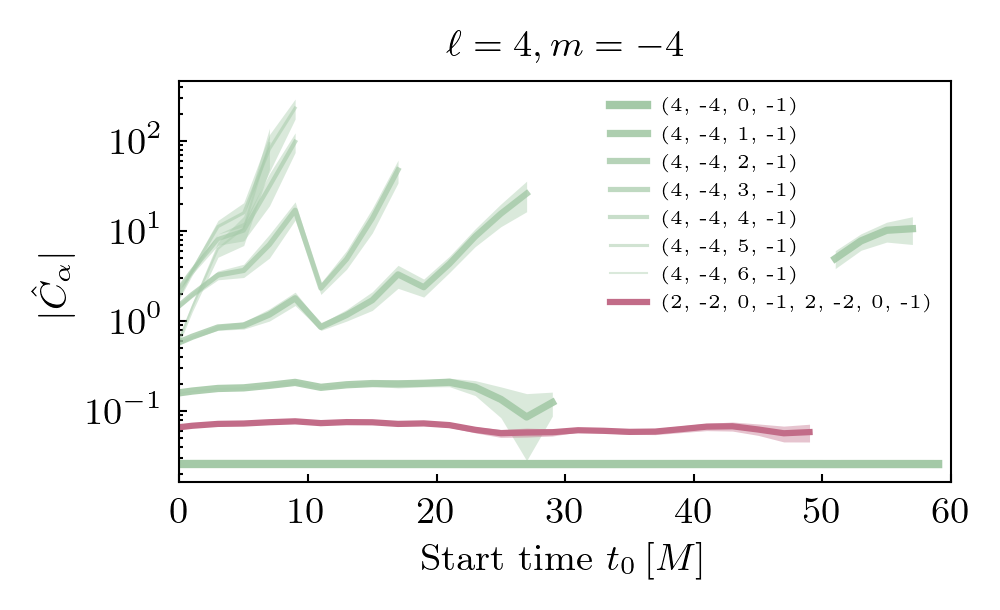 ℓ = 4, m = −4
|Ĉ_α|
10²
10¹
10⁰
10⁻¹
(4, -4, 0, -1)
(4, -4, 1, -1)
(4, -4, 2, -1)
(4, -4, 3, -1)
(4, -4, 4, -1)
(4, -4, 5, -1)
(4, -4, 6, -1)
(2, -2, 0, -1, 2, -2, 0, -1)
0 10 20 30 40 50 60
Start time t₀ [M]